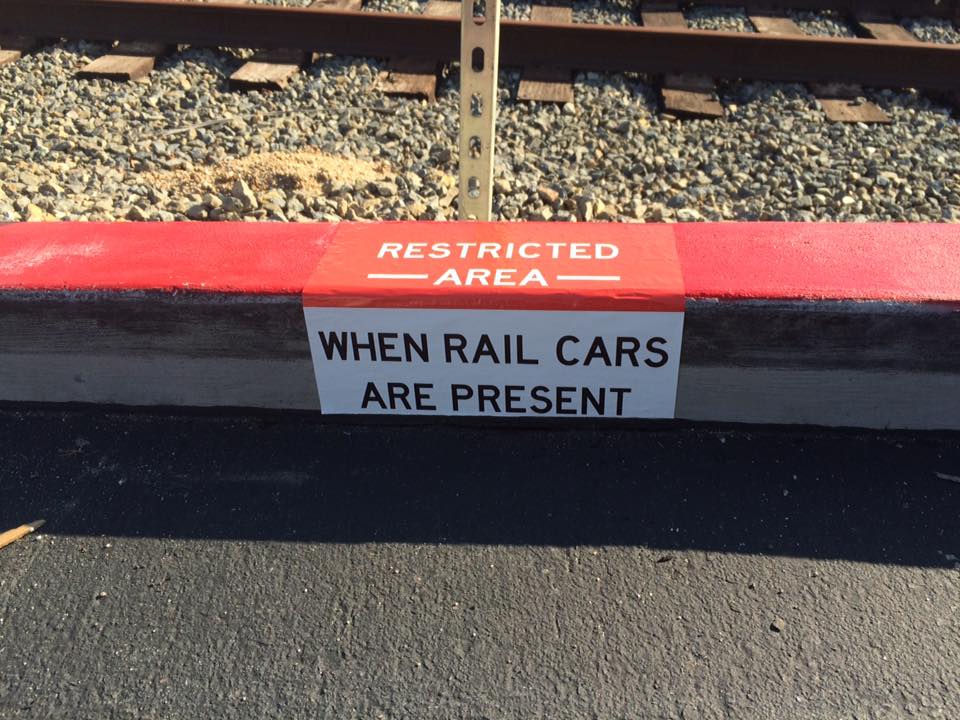 RESTRICTED
AREA
WHEN RAIL CARS
ARE PRESENT